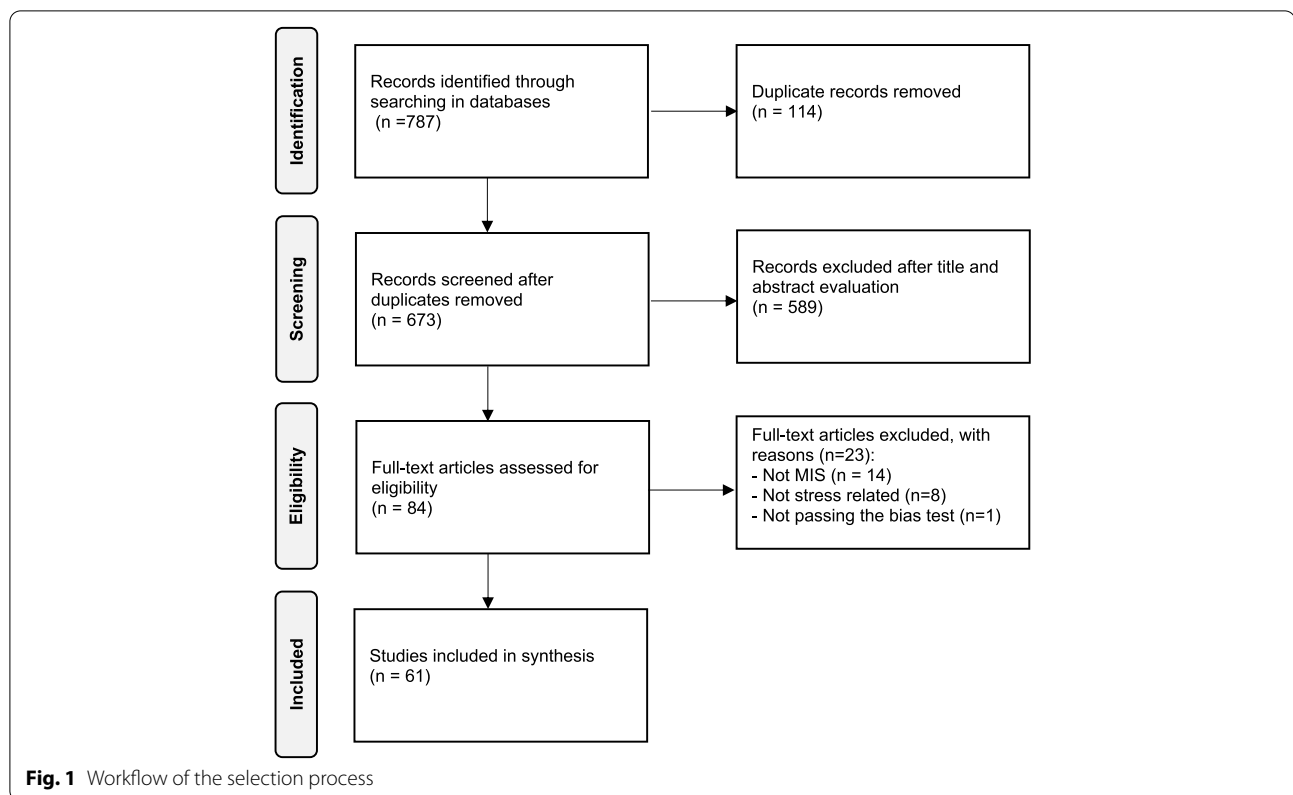 Identification
Records identified through
searching in databases
(n =787)
Duplicate records removed
(n = 114)
Screening
Records screened after
duplicates removed
(n = 673)
Records excluded after title and
abstract evaluation
(n = 589)
Eligibility
Full-text articles assessed for
eligibility
(n = 84)
Full-text articles excluded, with
reasons (n=23):
- Not MIS (n = 14)
- Not stress related (n=8)
- Not passing the bias test (n=1)
Included
Studies included in synthesis
(n = 61)
Fig. 1 Workflow of the selection process